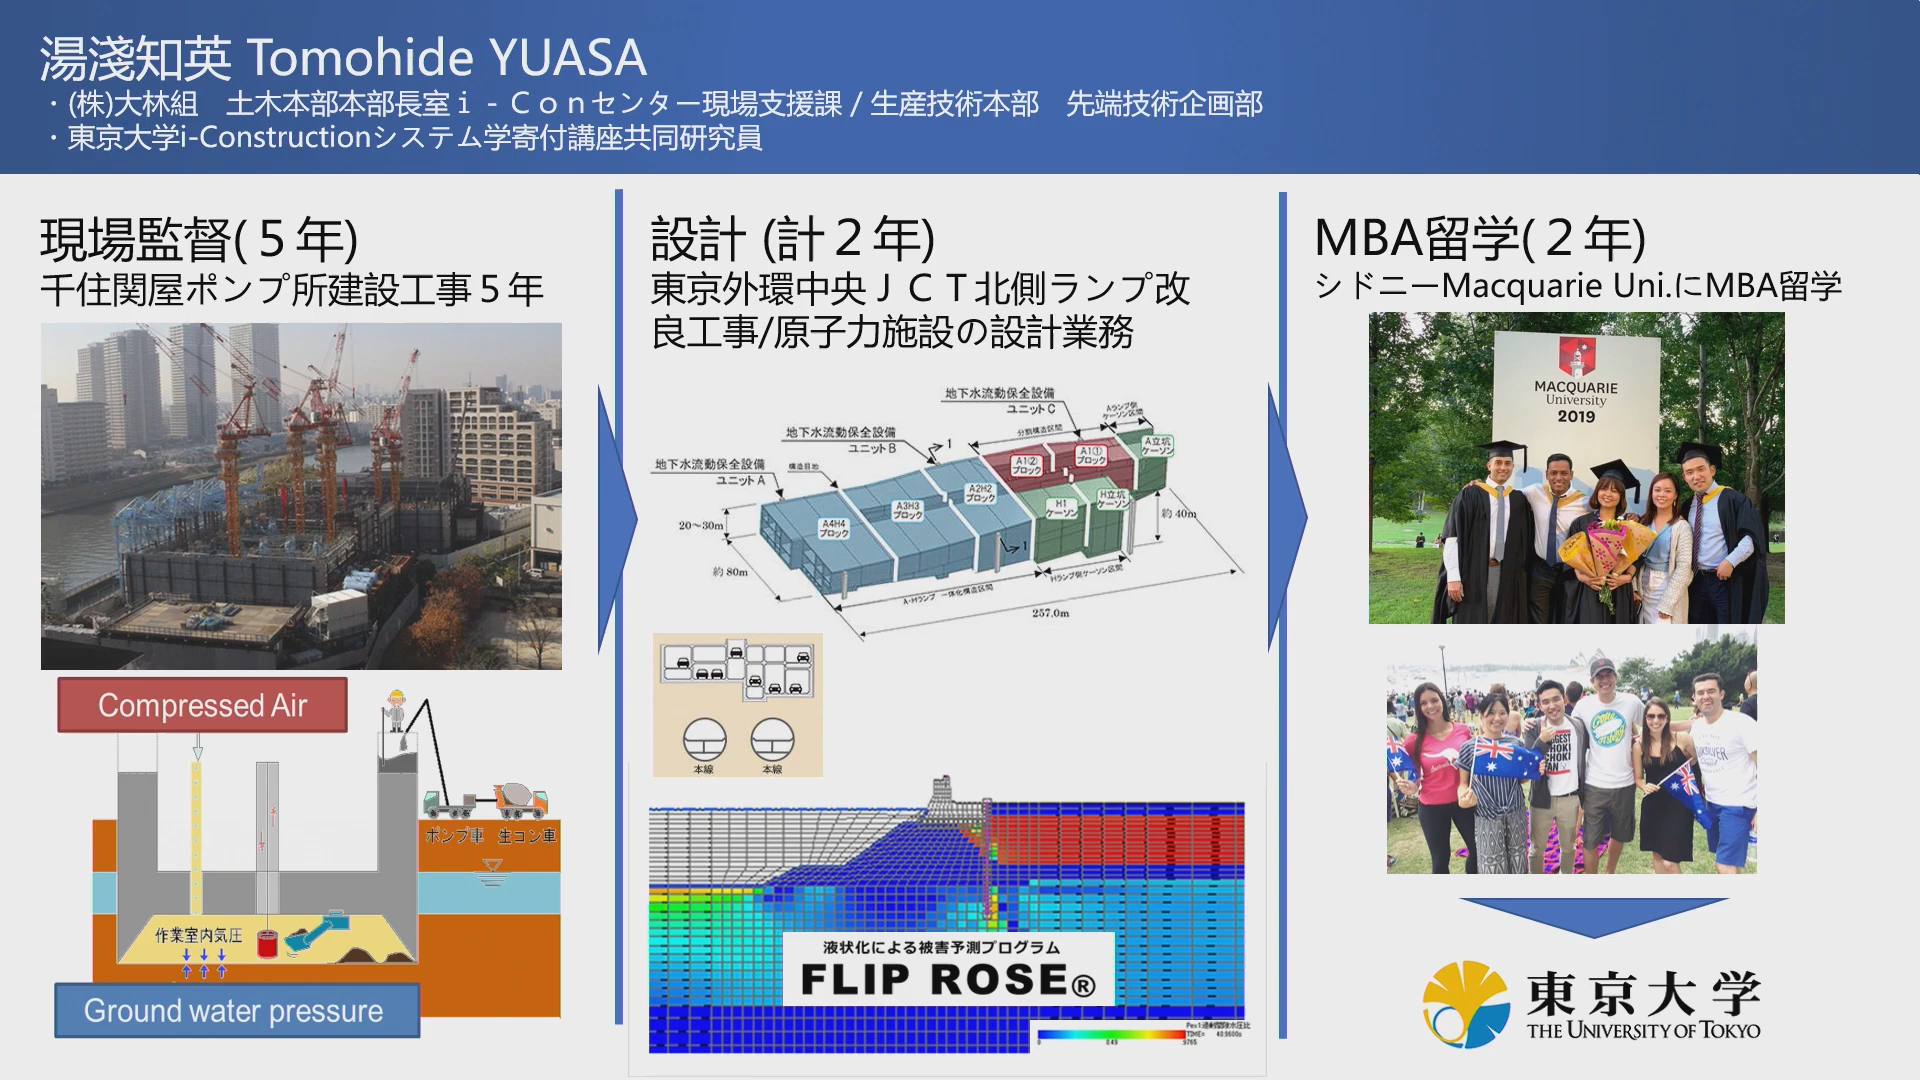 湯淺知英 Tomohide YUASA
・(株)大林組　土木本部本部長室ｉ‐Ｃｏｎセンター現場支援課 / 生産技術本部　先端技術企画部
・東京大学i-Constructionシステム学寄付講座共同研究員
現場監督(５年)
千住関屋ポンプ所建設工事５年
Compressed Air
ポンプ車
生コン車
作業室内気圧
Ground water pressure
設計 (計２年)
東京外環中央ＪＣＴ北側ランプ改
良工事/原子力施設の設計業務
地下水流動保全設備
ユニットC
Aランプ側
ケーソン区間
地下水流動保全設備
ユニットB
1
分割構造区間
A立坑
ケーソン
地下水流動保全設備
ユニットA
構造目地
A1②
ブロック
A1①
ブロック
A2H2
ブロック
A3H3
ブロック
A4H4
ブロック
H1
ケーソン
H立坑
ケーソン
20～30m
約 40m
約 80m
1
Hランプ側ケーソン区間
A・Hランプ 一体化構造区間
257.0m
本線
本線
液状化による被害予測プログラム
FLIP ROSE®
TIME=
0
0.49
MBA留学(２年)
シドニーMacquarie Uni.にMBA留学
MACQUARIE
University
2019
東京大学
THE UNIVERSITY OF TOKYO